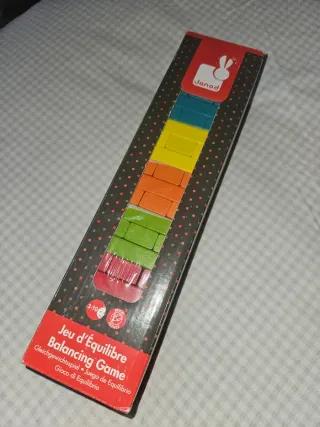 Janod
Jeu d'Équilibre
Balancing Game
Gleichgewichtsspiel • Juego de Equilibrio
Gioco di Equilibrio